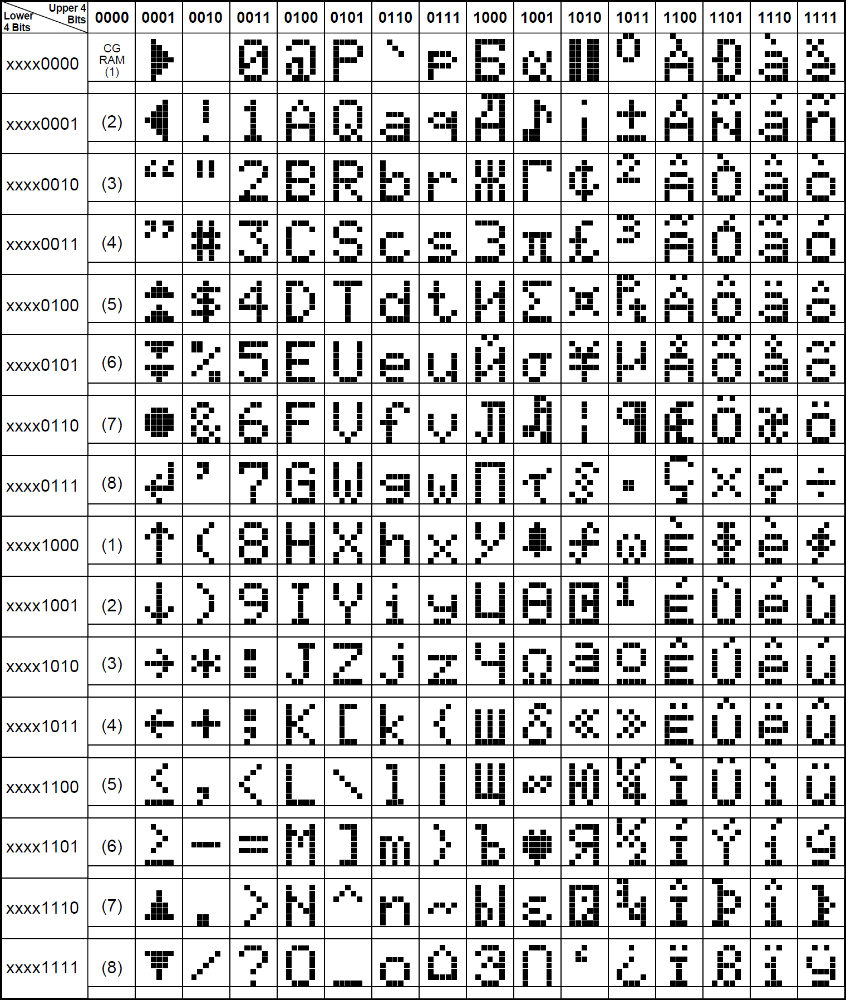 Upper 4 Bits
Lower 4 Bits
0000 0001 0010 0011 0100 0101 0110 0111 1000 1001 1010 1011 1100 1101 1110 1111
xxxx0000 CG RAM (1) ▶ 0 @ P ` p Б α ° À Ð à ð
xxxx0001 (2) ◀ ! 1 A Q a q Д ♪ ¡ ± Á Ñ á ñ
xxxx0010 (3) “ " 2 B R b r Ж Г ¢ ² Â Ò â ò
xxxx0011 (4) ” # 3 C S c s З π £ ³ Ã Ó ã ó
xxxx0100 (5) ⏫ $ 4 D T d t И Σ ¤ ₧ Ä Ô ä ô
xxxx0101 (6) ⏬ % 5 E U e u Й σ ¥ µ Å Õ å õ
xxxx0110 (7) ● & 6 F V f v Л ♫ ¦ ¶ Æ Ö æ ö
xxxx0111 (8) ↵ ' 7 G W g w П τ § · Ç × ç ÷
xxxx1000 (1) ↑ ( 8 H X h x У ƒ ω È Φ è φ
xxxx1001 (2) ↓ ) 9 I Y i y Ц θ © ¹ É Ù é ù
xxxx1010 (3) → * : J Z j z Ч Ω ª º Ê Ú ê ú
xxxx1011 (4) ← + ; K [ k { Ш δ « » Ë Û ë û
xxxx1100 (5) ≤ , < L \ l | Щ ∞ Ю ¼ Ì Ü ì ü
xxxx1101 (6) ≥ - = M ] m } Ъ ♥ Я ½ Í Ý í ý
xxxx1110 (7) ▲ . > N ^ n ~ Ы ε ® ¾ Î Þ î þ
xxxx1111 (8) ▼ / ? O _ o ⌂ Э ∩ ‘ ¿ Ï ß ï ÿ